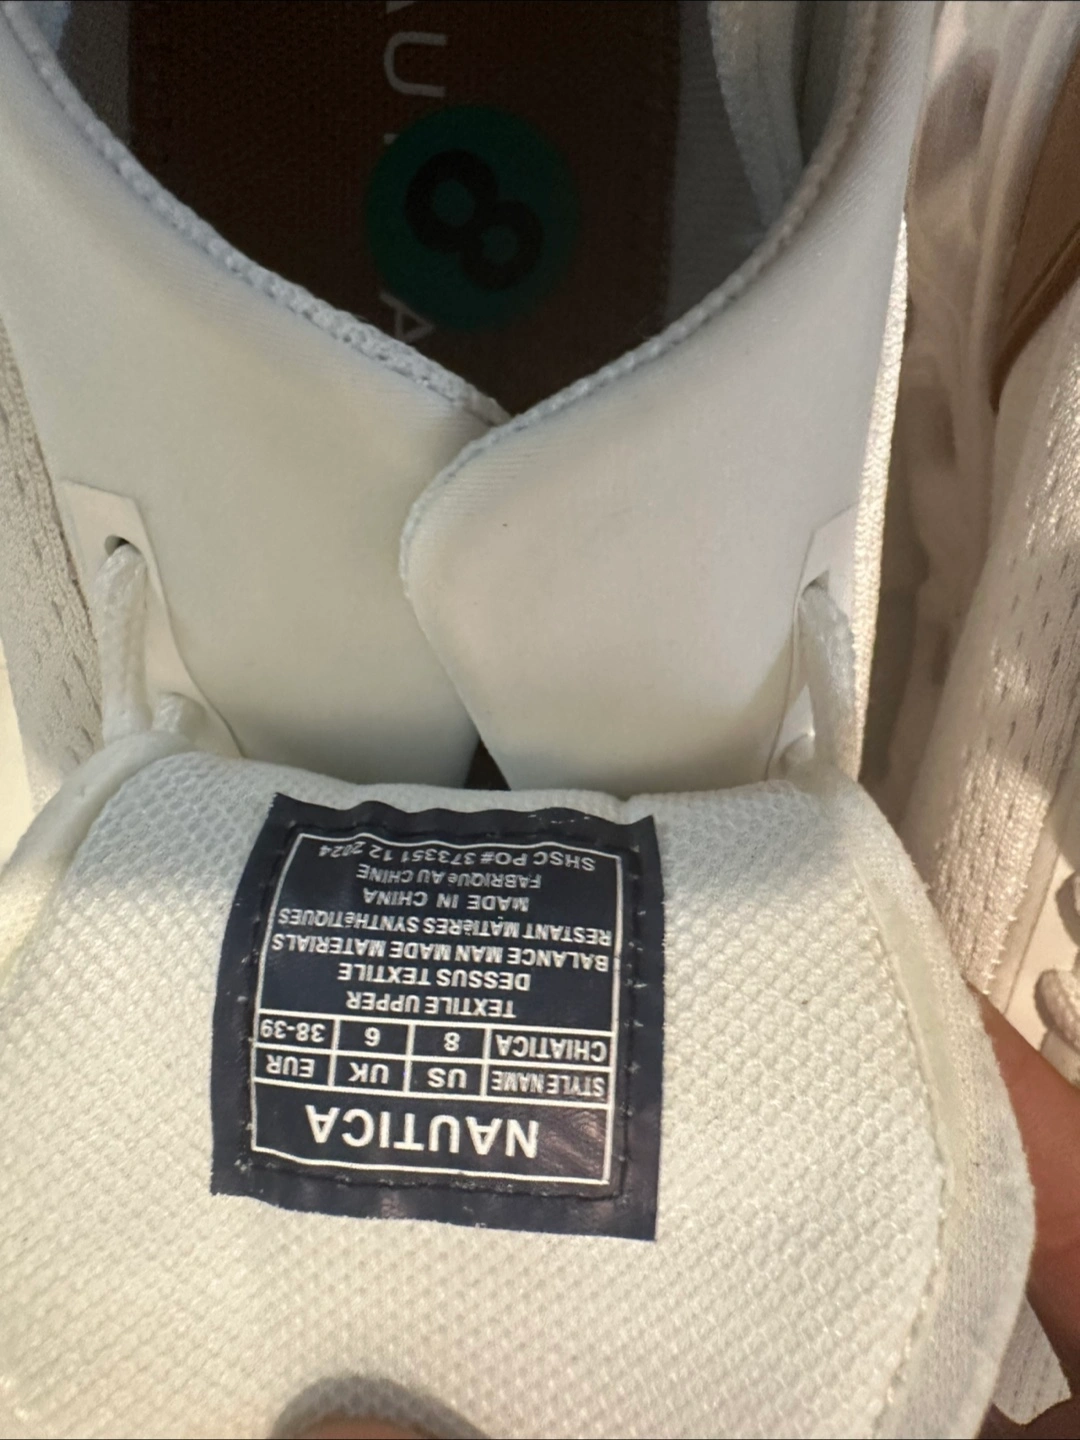 AU
8
A
NAUTICA
STYLE NAME US UK EUR
CHIATICA 8 6 38-39
TEXTILE UPPER
DESSUS TEXTILE
BALANCE MAN MADE MATERIALS
RESTANT MATIèRES SYNTHéTIQUES
MADE IN CHINA
FABRIQUé AU CHINE
SHSC PO# 373351 12 2024